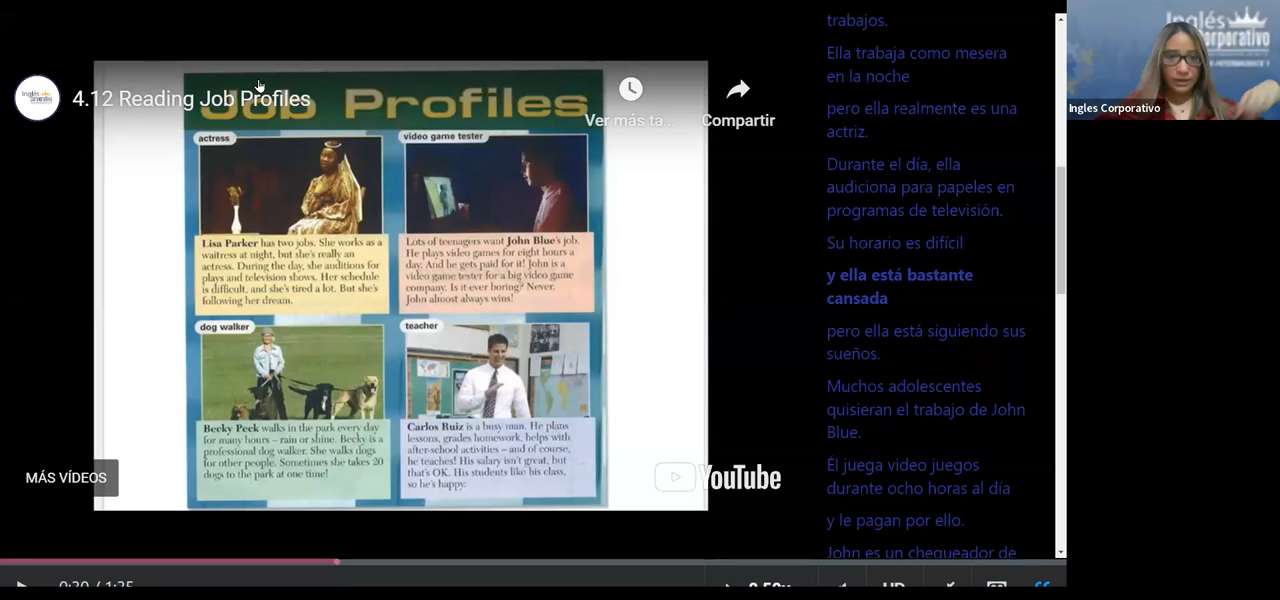 4.12 Reading Job Profiles
Job Profiles
Ver más ta...
Compartir
actress
Lisa Parker has two jobs. She works as a
waitress at night, but she's really an
actress. During the day, she auditions for
plays and television shows. Her schedule
is difficult, and she's tired a lot. But she's
following her dream.
video game tester
Lots of teenagers want John Blue's job.
He plays video games for eight hours a
day. And he gets paid for it! John is a
video game tester for a big video game
company. Is it ever boring? Never.
John almost always wins!
dog walker
Becky Peek walks in the park every day
for many hours – rain or shine. Becky is a
professional dog walker. She walks dogs
for other people. Sometimes she takes 20
dogs to the park at one time!
teacher
Carlos Ruiz is a busy man. He plans
lessons, grades homework, helps with
after-school activities – and of course,
he teaches! His salary isn't great, but
that's OK. His students like his class,
so he's happy.
MÁS VÍDEOS
YouTube
0:30 / 1:35
HD
trabajos.
Ella trabaja como mesera
en la noche
pero ella realmente es una
actriz.
Durante el día, ella
audiciona para papeles en
programas de televisión.
Su horario es difícil
y ella está bastante
cansada
pero ella está siguiendo sus
sueños.
Muchos adolescentes
quisieran el trabajo de John
Blue.
Él juega video juegos
durante ocho horas al día
y le pagan por ello.
John es un chequeador de
Inglés
Corporativo
Ingles Corporativo